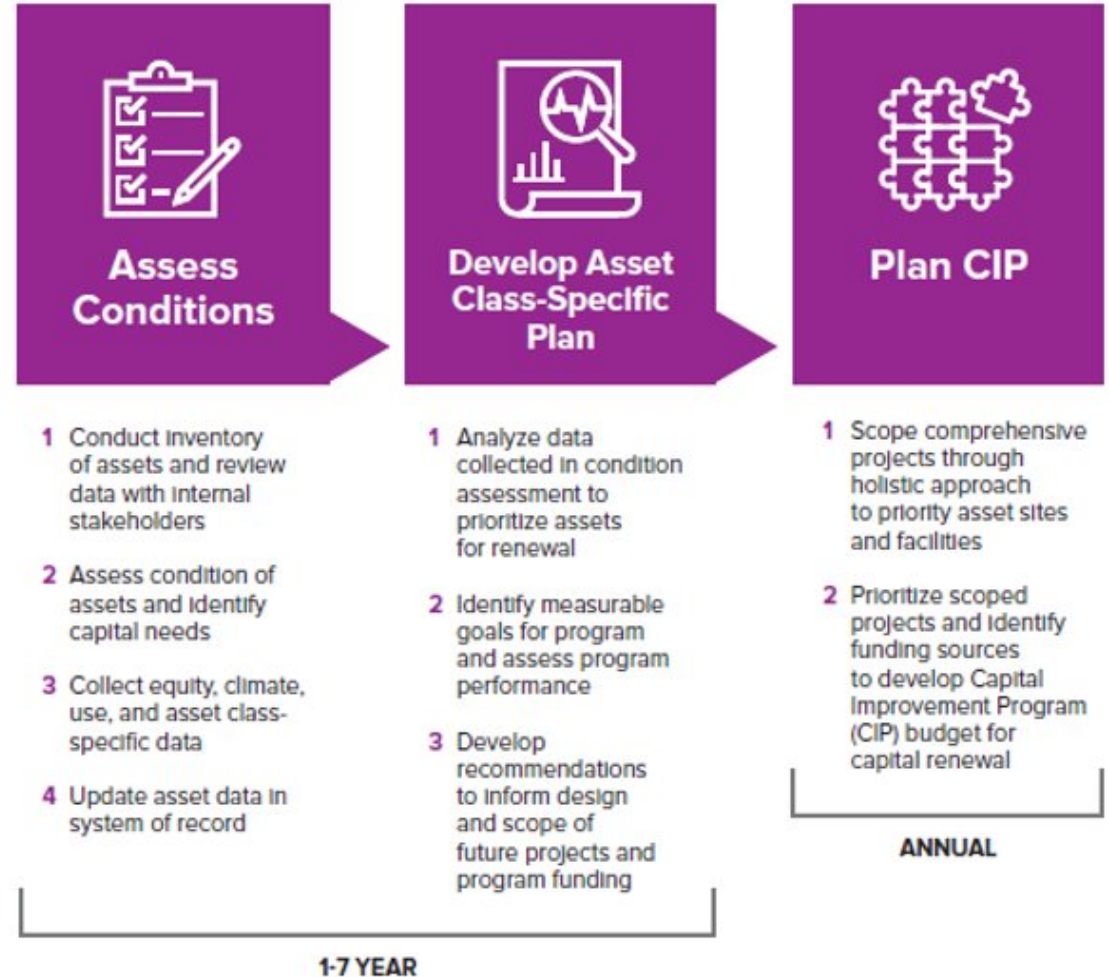 Assess
Conditions
1 Conduct inventory
of assets and review
data with internal
stakeholders
2 Assess condition of
assets and identify
capital needs
3 Collect equity, climate,
use, and asset class-
specific data
4 Update asset data in
system of record
Develop Asset
Class-Specific
Plan
1 Analyze data
collected in condition
assessment to
prioritize assets
for renewal
2 Identify measurable
goals for program
and assess program
performance
3 Develop
recommendations
to inform design
and scope of
future projects and
program funding
1-7 YEAR
Plan CIP
1 Scope comprehensive
projects through
holistic approach
to priority asset sites
and facilities
2 Prioritize scoped
projects and identify
funding sources
to develop Capital
Improvement Program
(CIP) budget for
capital renewal
ANNUAL